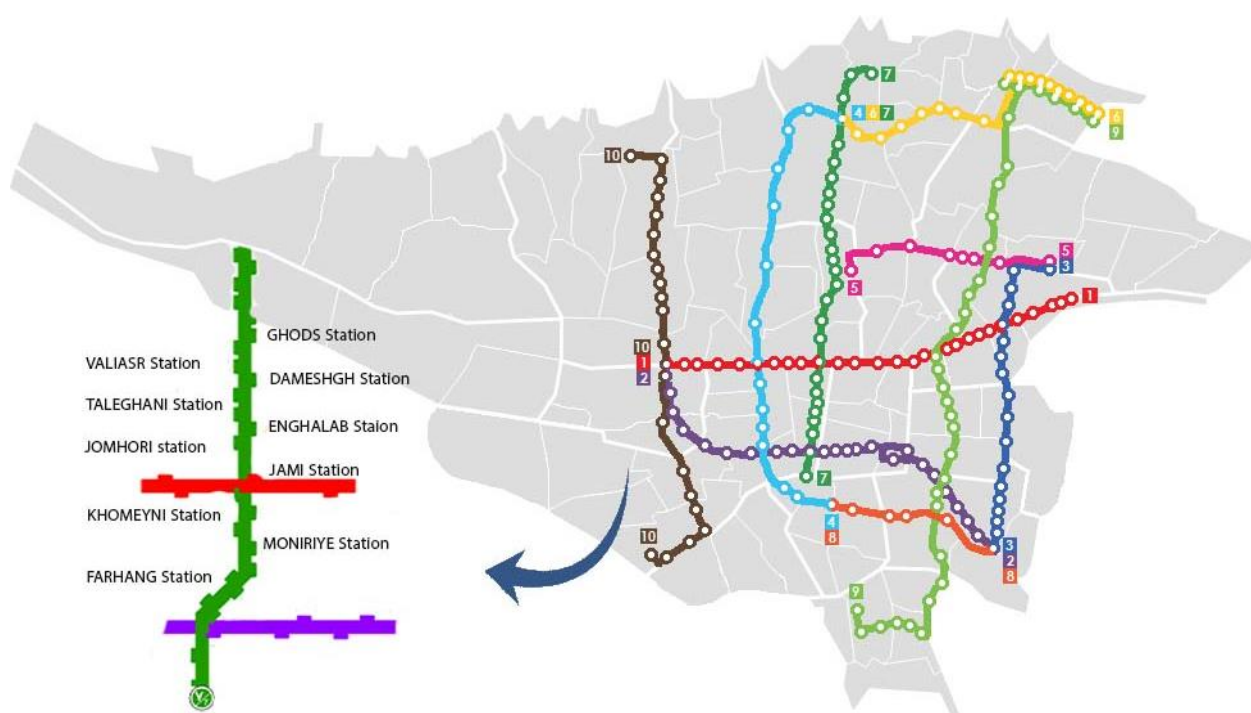 7
4 6 7
6
9
10
5
3
5
1
GHODS Station
VALIASR Station
DAMESHGH Station
TALEGHANI Station
ENGHALAB Staion
JOMHORI station
JAMI Station
KHOMEYNI Station
MONIRIYE Station
FARHANG Station
10
1
2
7
4
8
10
3
2
8
9